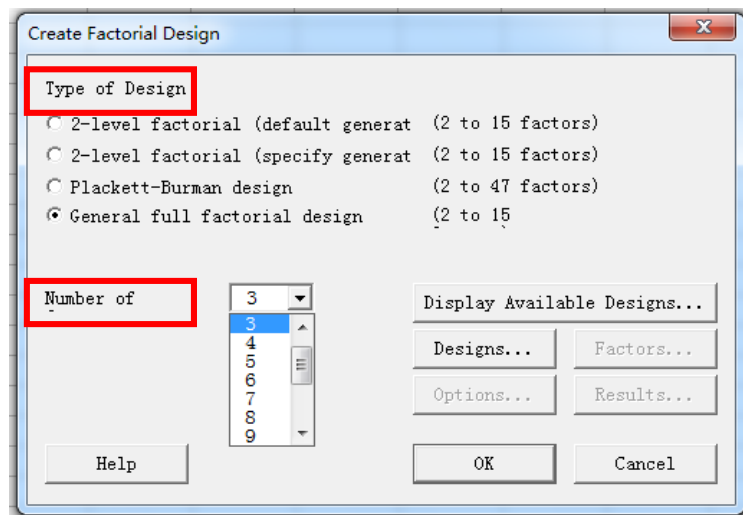 Create Factorial Design
Type of Design
2-level factorial (default generat (2 to 15 factors)
2-level factorial (specify generat (2 to 15 factors)
Plackett-Burman design (2 to 47 factors)
General full factorial design (2 to 15
Number of 3 Display Available Designs...
3
4
5
6
7
8
9
Designs... Factors...
Options... Results...
Help OK Cancel